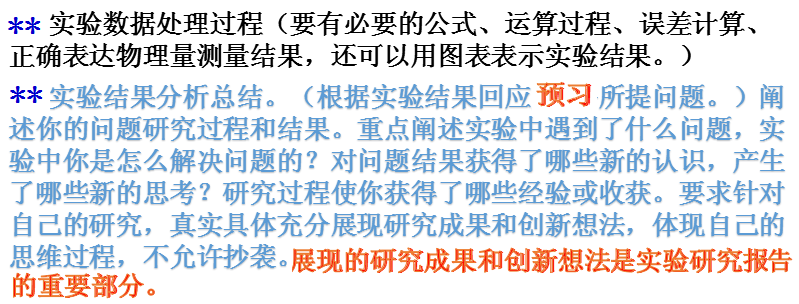 ** 实验数据处理过程（要有必要的公式、运算过程、误差计算、
正确表达物理量测量结果，还可以用图表表示实验结果。）
** 实验结果分析总结。（根据实验结果回应 预习 所提问题。）阐
述你的问题研究过程和结果。重点阐述实验中遇到了什么问题，实
验中你是怎么解决问题的？对问题结果获得了哪些新的认识，产生
了哪些新的思考？研究过程使你获得了哪些经验或收获。要求针对
自己的研究，真实具体充分展现研究成果和创新想法，体现自己的
思维过程，不允许抄袭。展现的研究成果和创新想法是实验研究报告
的重要部分。